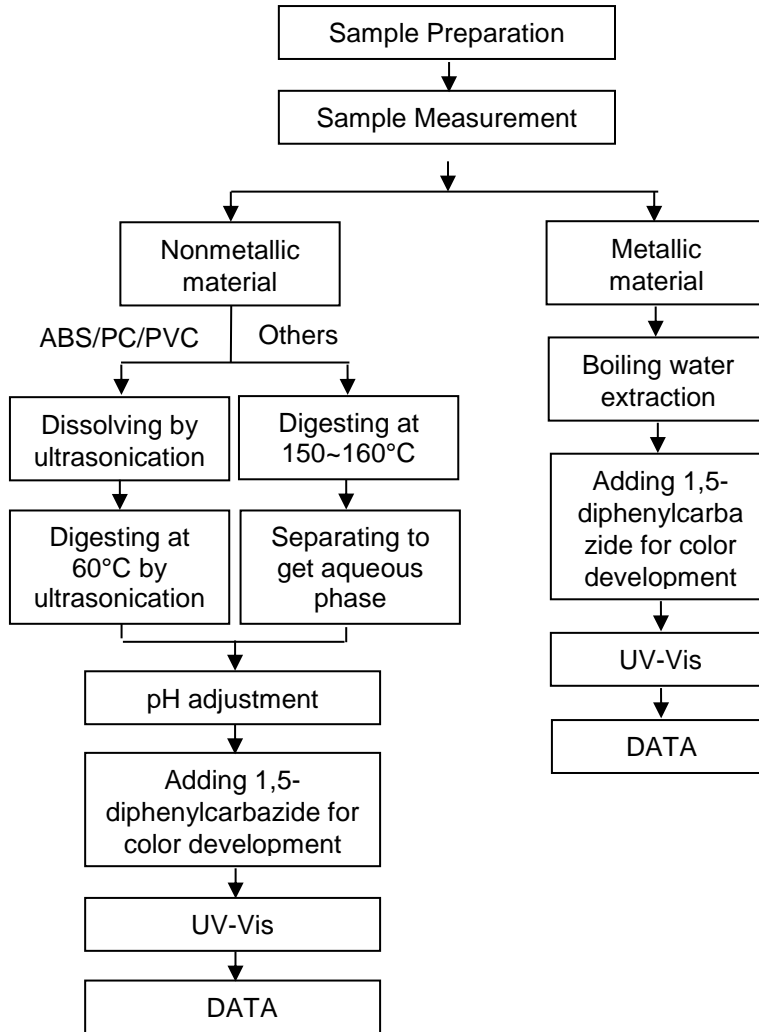 Sample Preparation
Sample Measurement
Nonmetallic
material
Metallic
material
ABS/PC/PVC
Others
Boiling water
extraction
Dissolving by
ultrasonication
Digesting at
150~160°C
Adding 1,5-
diphenylcarba
zide for color
development
Digesting at
60°C by
ultrasonication
Separating to
get aqueous
phase
UV-Vis
pH adjustment
DATA
Adding 1,5-
diphenylcarbazide for
color development
UV-Vis
DATA